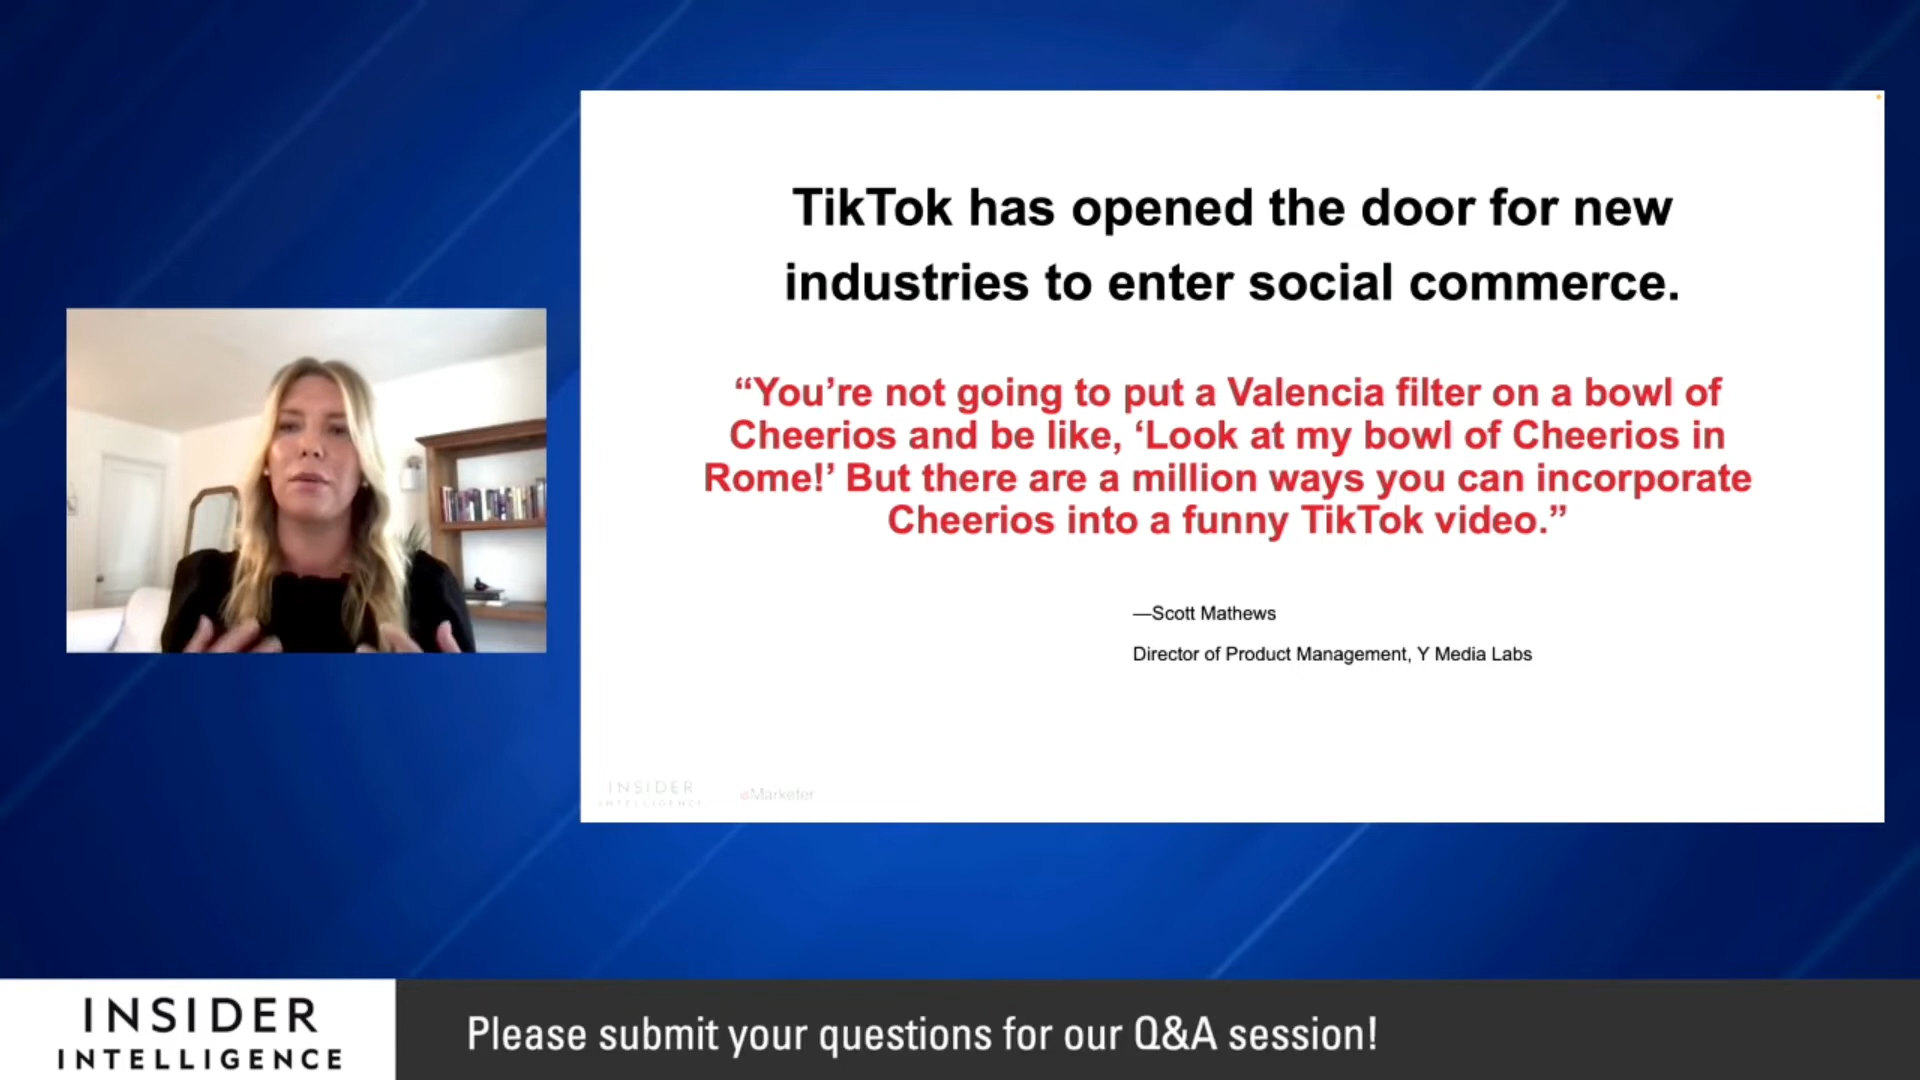 TikTok has opened the door for new
industries to enter social commerce.
“You’re not going to put a Valencia filter on a bowl of
Cheerios and be like, ‘Look at my bowl of Cheerios in
Rome!’ But there are a million ways you can incorporate
Cheerios into a funny TikTok video.”
—Scott Mathews
Director of Product Management, Y Media Labs
INSIDER
INTELLIGENCE
eMarketer
INSIDER
INTELLIGENCE
Please submit your questions for our Q&A session!